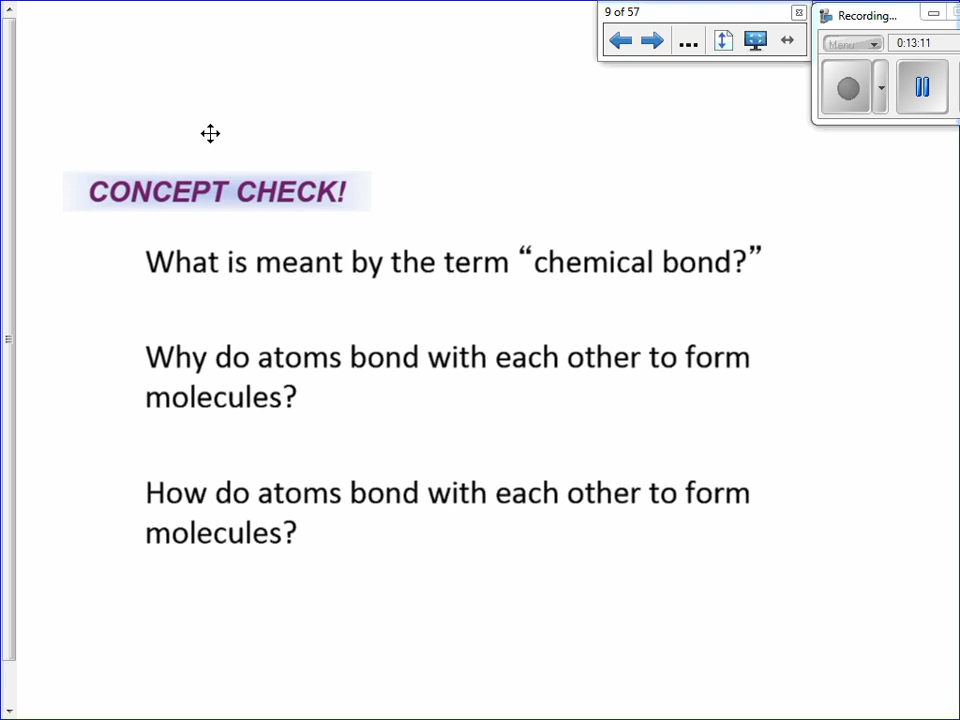 9 of 57
Recording...
...
Menu
0:13:11
CONCEPT CHECK!
What is meant by the term “chemical bond?”
Why do atoms bond with each other to form
molecules?
How do atoms bond with each other to form
molecules?